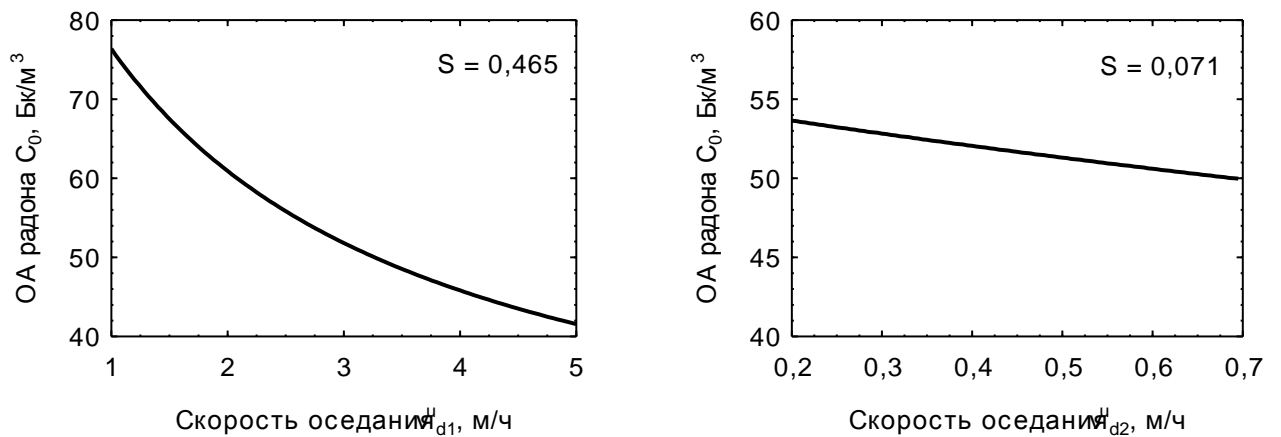 80
70
60
50
40
ОА радона C₀, Бк/м³
S = 0,465
1 2 3 4 5
Скорость оседания d1, м/ч
60
55
50
45
40
ОА радона C₀, Бк/м³
S = 0,071
0,2 0,3 0,4 0,5 0,6 0,7
Скорость оседания d2, м/ч